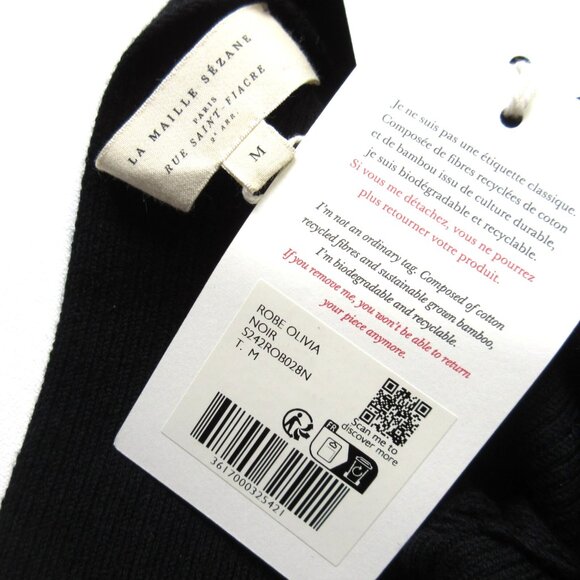 LA MAILLE SÉZANE
PARIS
RUE SAINT-FIACRE
2ᵉ ARR.
M
Je ne suis pas une étiquette classique.
Composée de fibres recyclées de coton
et de bambou issu de culture durable,
je suis biodégradable et recyclable.
Si vous me détachez, vous ne pourrez
plus retourner votre produit.
I'm not an ordinary tag. Composed of cotton
recycled fibres and sustainable grown bamboo,
I'm biodegradable and recyclable.
If you remove me, you won't be able to return
your piece anymore.
ROBE OLIVIA
NOIR
S242ROB028N
T. M
Scan me to
discover more
FR
3617000325421